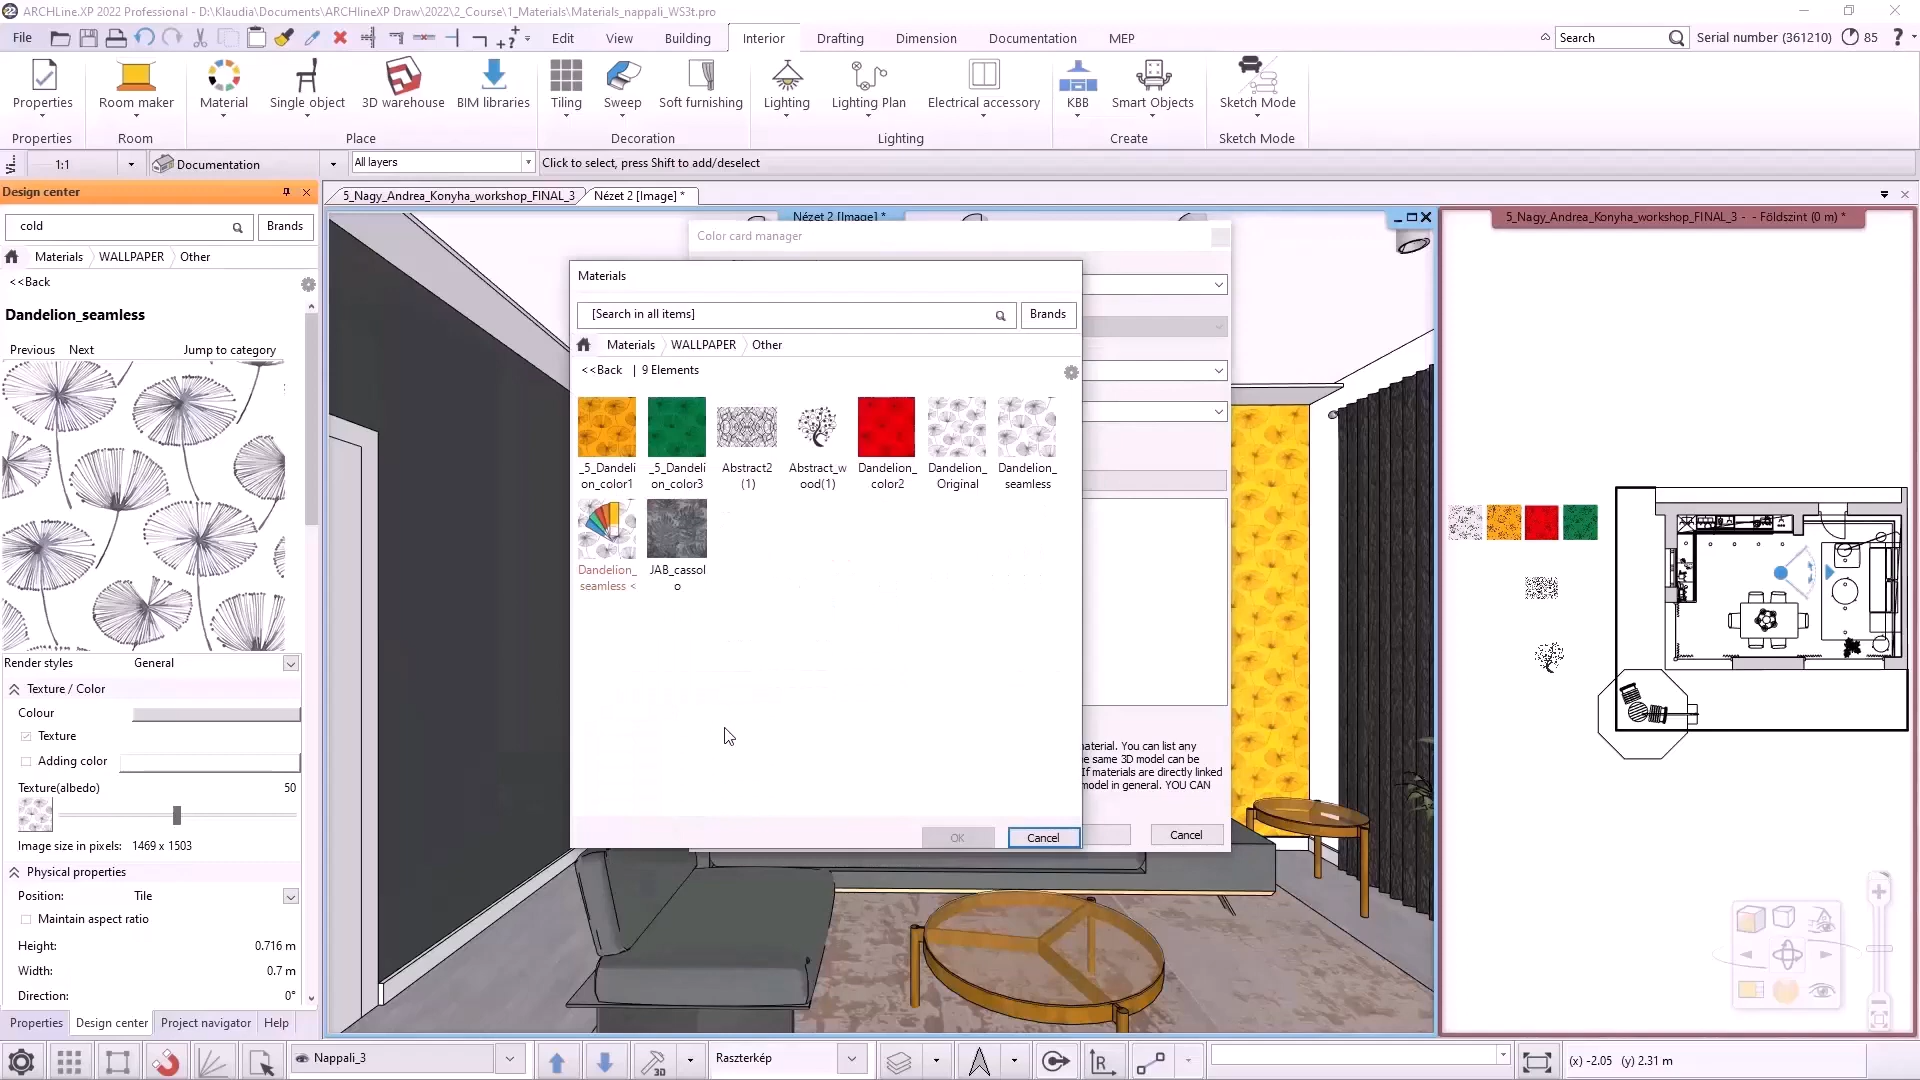 ARCHLine.XP 2022 Professional - D:\Klaudia\Documents\ARCHlineXP Draw\2022\2_Course\1_Materials\Materials_nappali_WS3t.pro
File
Edit
View
Building
Interior
Drafting
Dimension
Documentation
MEP
Search
Serial number (361210)
85
?
Properties
Room maker
Material
Single object
3D warehouse
BIM libraries
Tiling
Sweep
Soft furnishing
Lighting
Lighting Plan
Electrical accessory
KBB
Smart Objects
Sketch Mode
Properties
Room
Place
Decoration
Lighting
Create
Sketch Mode
1:1
Documentation
All layers
Click to select, press Shift to add/deselect
Design center
5_Nagy_Andrea_Konyha_workshop_FINAL_3
Nézet 2 [Image] *
cold
Brands
Materials
WALLPAPER
Other
<<Back
Dandelion_seamless
Previous
Next
Jump to category
Render styles
General
Texture / Color
Colour
Texture
Adding color
Texture(albedo)
50
Image size in pixels:
1469 x 1503
Physical properties
Position:
Tile
Maintain aspect ratio
Height:
0.716 m
Width:
0.7 m
Direction:
0°
Properties
Design center
Project navigator
Help
Nézet 2 [Image] *
Color card manager
Materials
[Search in all items]
Brands
Materials
WALLPAPER
Other
<<Back
| 9 Elements
_5_Dandeli
on_color1
_5_Dandeli
on_color3
Abstract2
(1)
Abstract_w
ood(1)
Dandelion_
color2
Dandelion_
Original
Dandelion_
seamless
Dandelion_
seamless <
JAB_cassol
o
OK
Cancel
naterial. You can list any
e same 3D model can be
If materials are directly linked
model in general. YOU CAN
Cancel
5_Nagy_Andrea_Konyha_workshop_FINAL_3 - - Földszint (0 m) *
Nappali_3
3D
Raszterkép
R
(x) -2.05 (y) 2.31 m